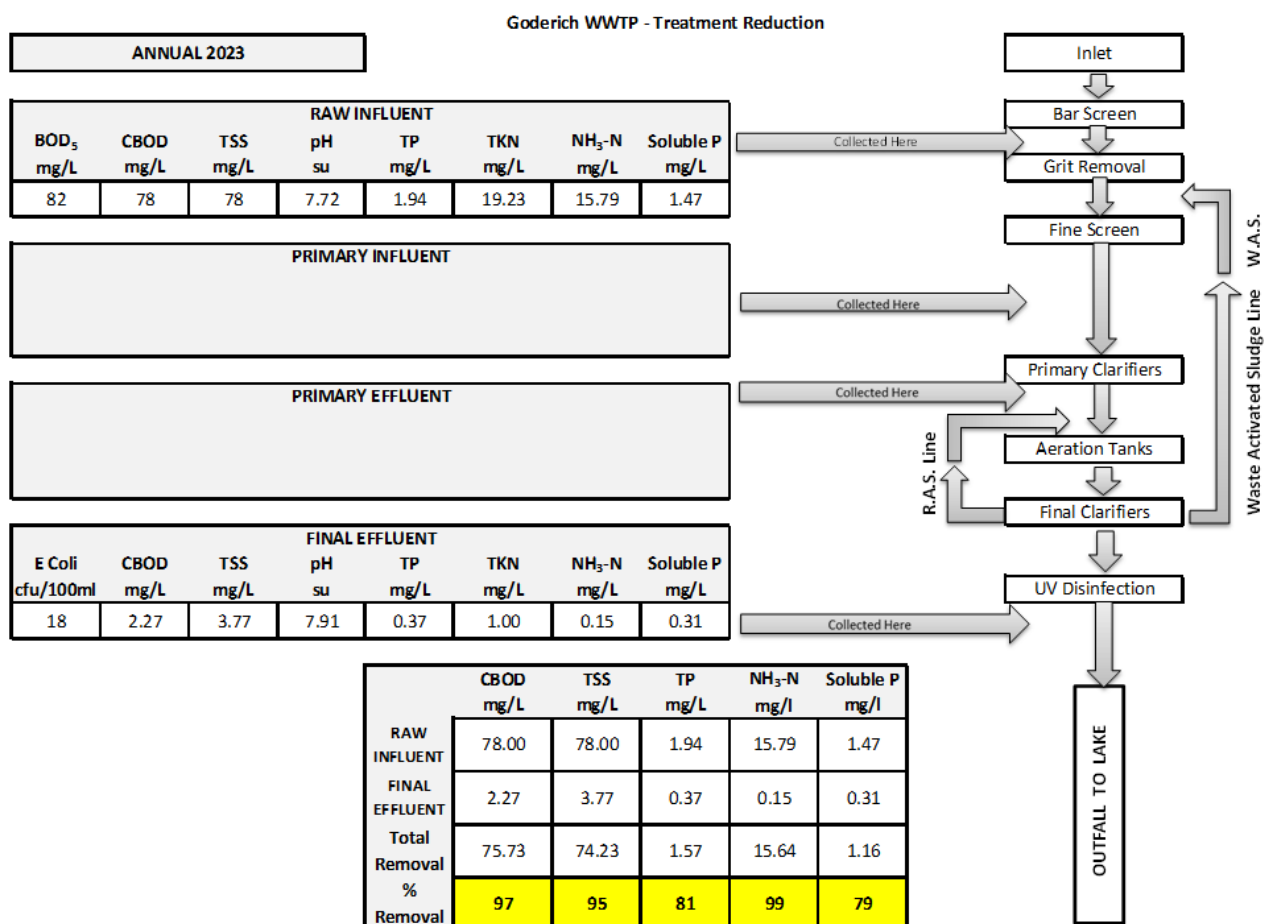 Goderich WWTP - Treatment Reduction
ANNUAL 2023
RAW INFLUENT
BOD₅ CBOD TSS pH TP TKN NH₃-N Soluble P
mg/L mg/L mg/L su mg/L mg/L mg/L mg/L
82 78 78 7.72 1.94 19.23 15.79 1.47
Collected Here
PRIMARY INFLUENT
Collected Here
PRIMARY EFFLUENT
Collected Here
FINAL EFFLUENT
E Coli CBOD TSS pH TP TKN NH₃-N Soluble P
cfu/100ml mg/L mg/L su mg/L mg/L mg/L mg/L
18 2.27 3.77 7.91 0.37 1.00 0.15 0.31
Collected Here
CBOD TSS TP NH₃-N Soluble P
mg/L mg/L mg/L mg/l mg/l
RAW
INFLUENT
78.00 78.00 1.94 15.79 1.47
FINAL
EFFLUENT
2.27 3.77 0.37 0.15 0.31
Total
Removal
75.73 74.23 1.57 15.64 1.16
%
Removal
97 95 81 99 79
Inlet
Bar Screen
Grit Removal
Fine Screen
Primary Clarifiers
Aeration Tanks
Final Clarifiers
UV Disinfection
OUTFALL TO LAKE
R.A.S. Line
Waste Activated Sludge Line W.A.S.